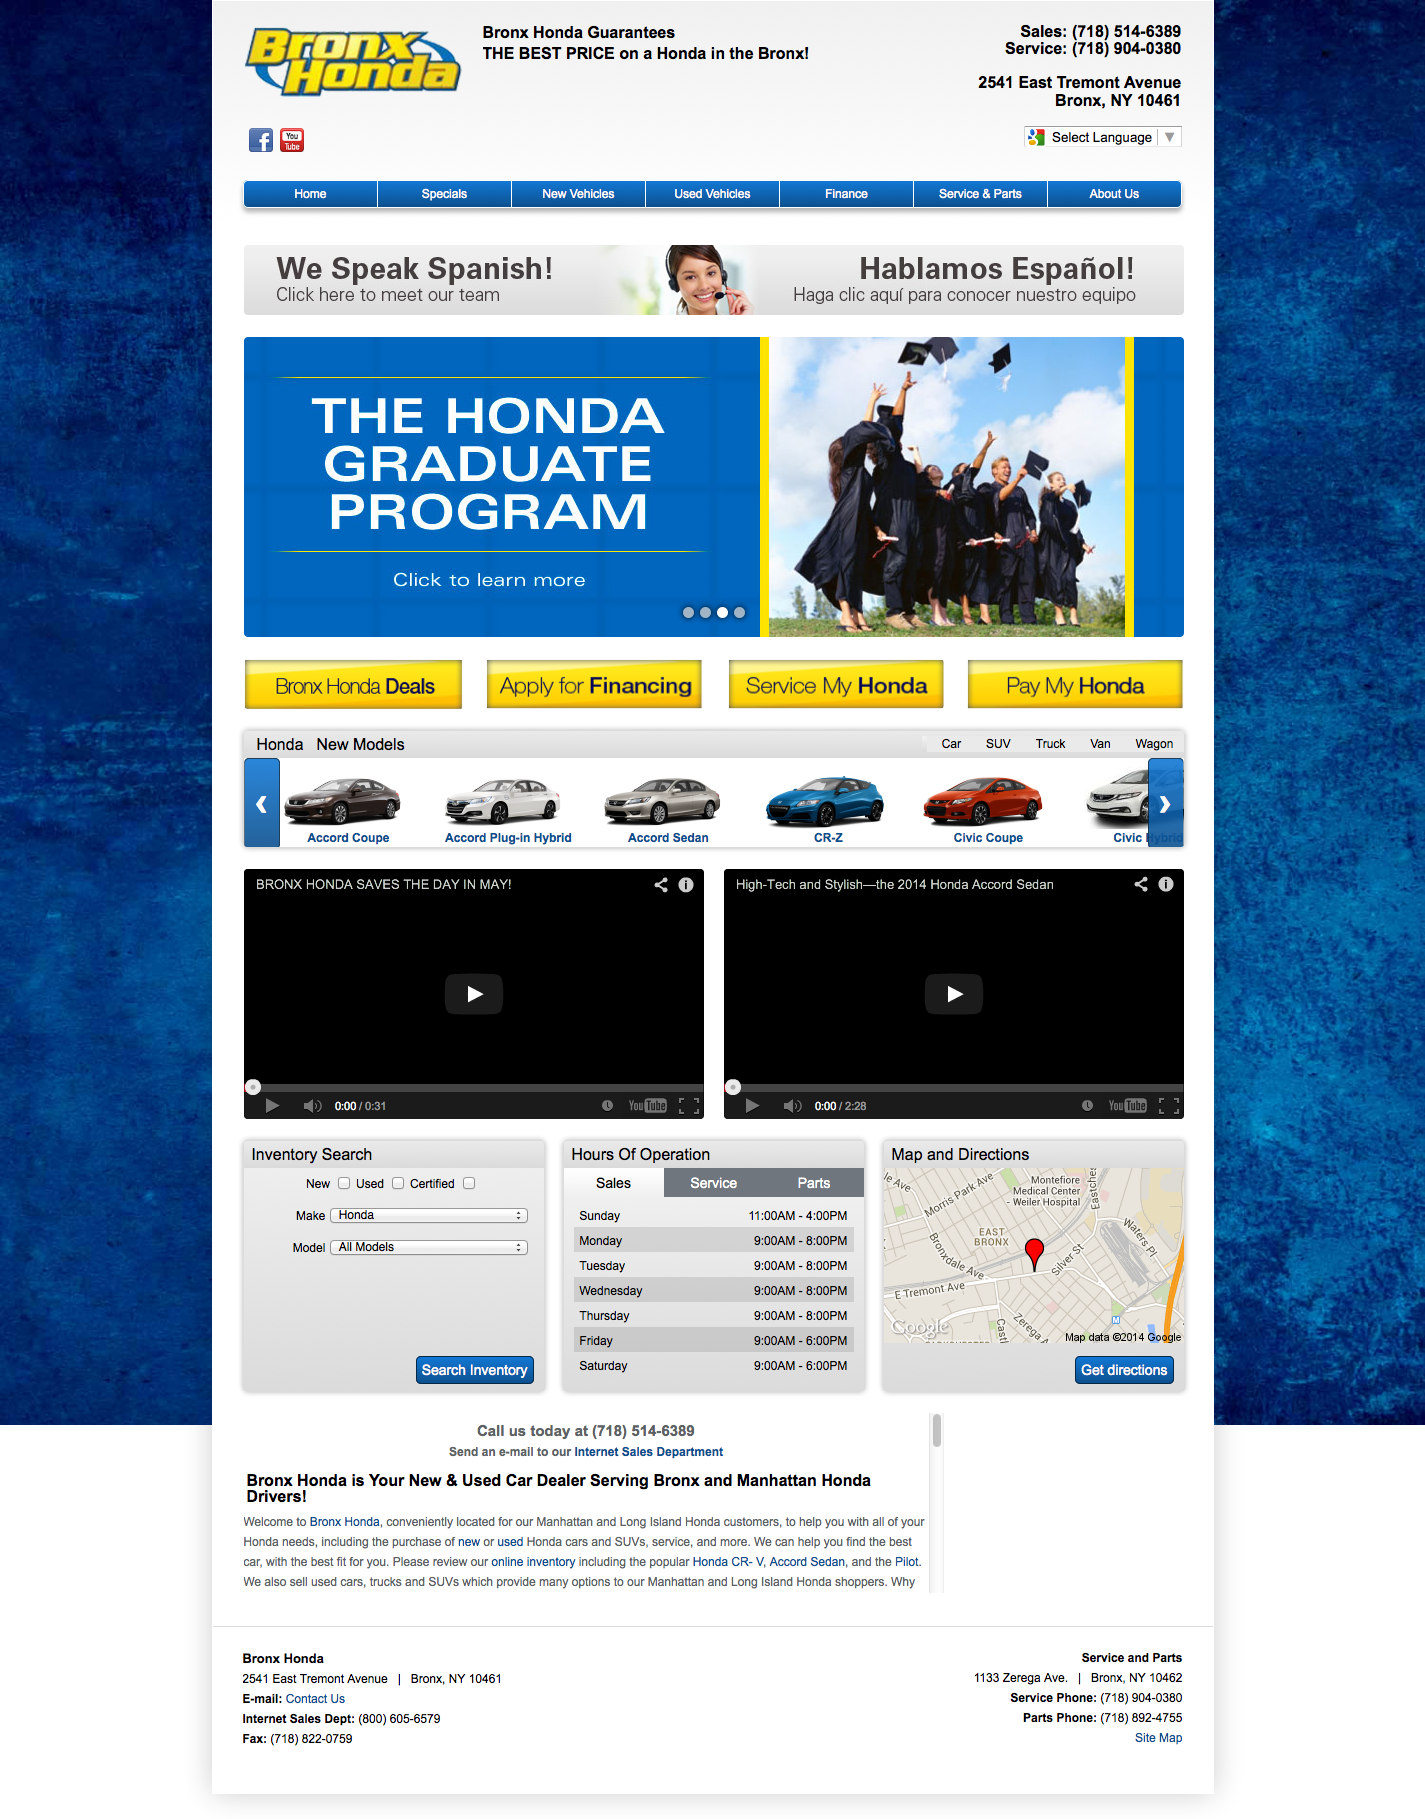 Bronx Honda
Bronx Honda Guarantees
THE BEST PRICE on a Honda in the Bronx!
Sales: (718) 514-6389
Service: (718) 904-0380
2541 East Tremont Avenue
Bronx, NY 10461
f You Tube
Select Language ▼
Home Specials New Vehicles Used Vehicles Finance Service & Parts About Us
We Speak Spanish!
Click here to meet our team
Hablamos Español!
Haga clic aquí para conocer nuestro equipo
THE HONDA
GRADUATE
PROGRAM
Click to learn more
Bronx Honda Deals Apply for Financing Service My Honda Pay My Honda
Honda New Models Car SUV Truck Van Wagon
Accord Coupe Accord Plug-in Hybrid Accord Sedan CR-Z Civic Coupe Civic Hybrid
BRONX HONDA SAVES THE DAY IN MAY!
0:00 / 0:31 YouTube
High-Tech and Stylish—the 2014 Honda Accord Sedan
0:00 / 2:28 YouTube
Inventory Search
New Used Certified
Make Honda
Model All Models
Search Inventory
Hours Of Operation
Sales Service Parts
Sunday 11:00AM - 4:00PM
Monday 9:00AM - 8:00PM
Tuesday 9:00AM - 8:00PM
Wednesday 9:00AM - 8:00PM
Thursday 9:00AM - 8:00PM
Friday 9:00AM - 6:00PM
Saturday 9:00AM - 6:00PM
Map and Directions
Morris Park Ave
Montefiore
Medical Center
- Weiler Hospital
Eastches
Waters Pl
EAST
BRONX
Bronxdale Ave
Silver St
E Tremont Ave
Zerega A
Castl
M
Google
Map data ©2014 Google
Get directions
Call us today at (718) 514-6389
Send an e-mail to our Internet Sales Department
Bronx Honda is Your New & Used Car Dealer Serving Bronx and Manhattan Honda
Drivers!
Welcome to Bronx Honda, conveniently located for our Manhattan and Long Island Honda customers, to help you with all of your
Honda needs, including the purchase of new or used Honda cars and SUVs, service, and more. We can help you find the best
car, with the best fit for you. Please review our online inventory including the popular Honda CR- V, Accord Sedan, and the Pilot.
We also sell used cars, trucks and SUVs which provide many options to our Manhattan and Long Island Honda shoppers. Why
Bronx Honda
2541 East Tremont Avenue | Bronx, NY 10461
E-mail: Contact Us
Internet Sales Dept: (800) 605-6579
Fax: (718) 822-0759
Service and Parts
1133 Zerega Ave. | Bronx, NY 10462
Service Phone: (718) 904-0380
Parts Phone: (718) 892-4755
Site Map